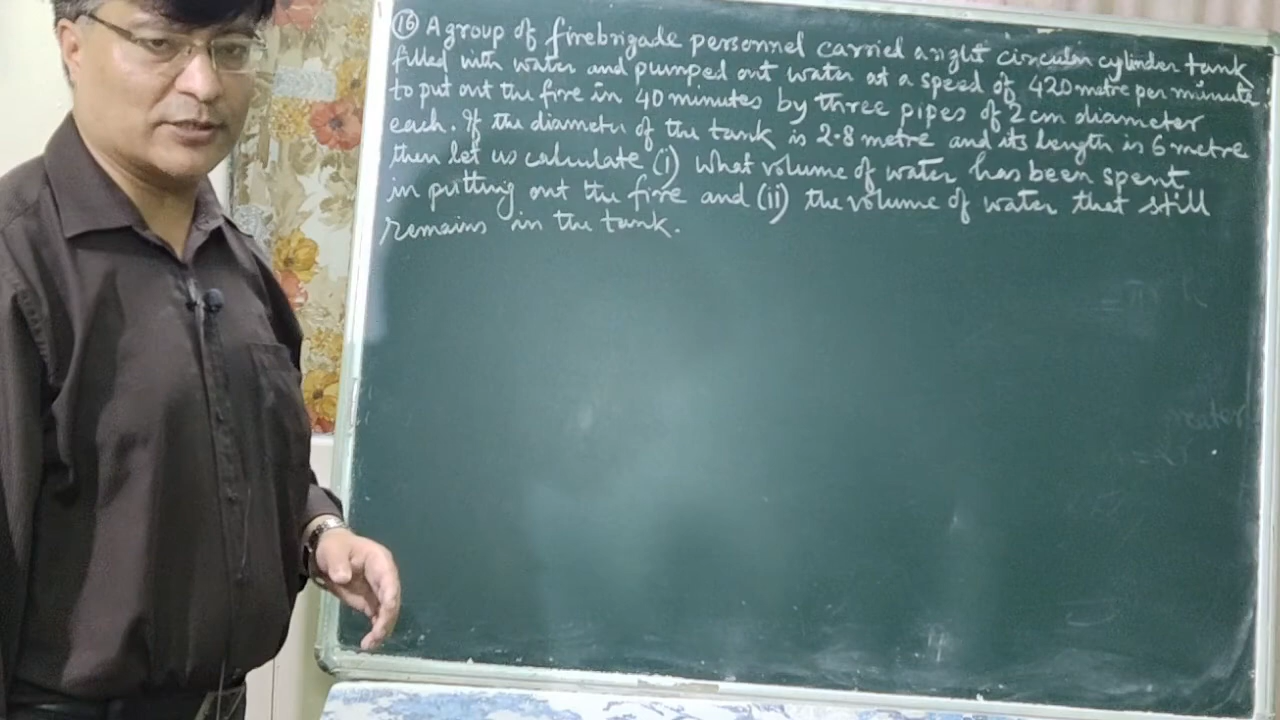 (16) A group of firebrigade personnel carried a right circular cylinder tank
filled with water and pumped out water at a speed of 420 metre per minute
to put out the fire in 40 minutes by three pipes of 2 cm diameter
each. If the diameter of the tank is 2.8 metre and its length is 6 metre
then let us calculate (i) What volume of water has been spent
in putting out the fire and (ii) the volume of water that still
remains in the tank.